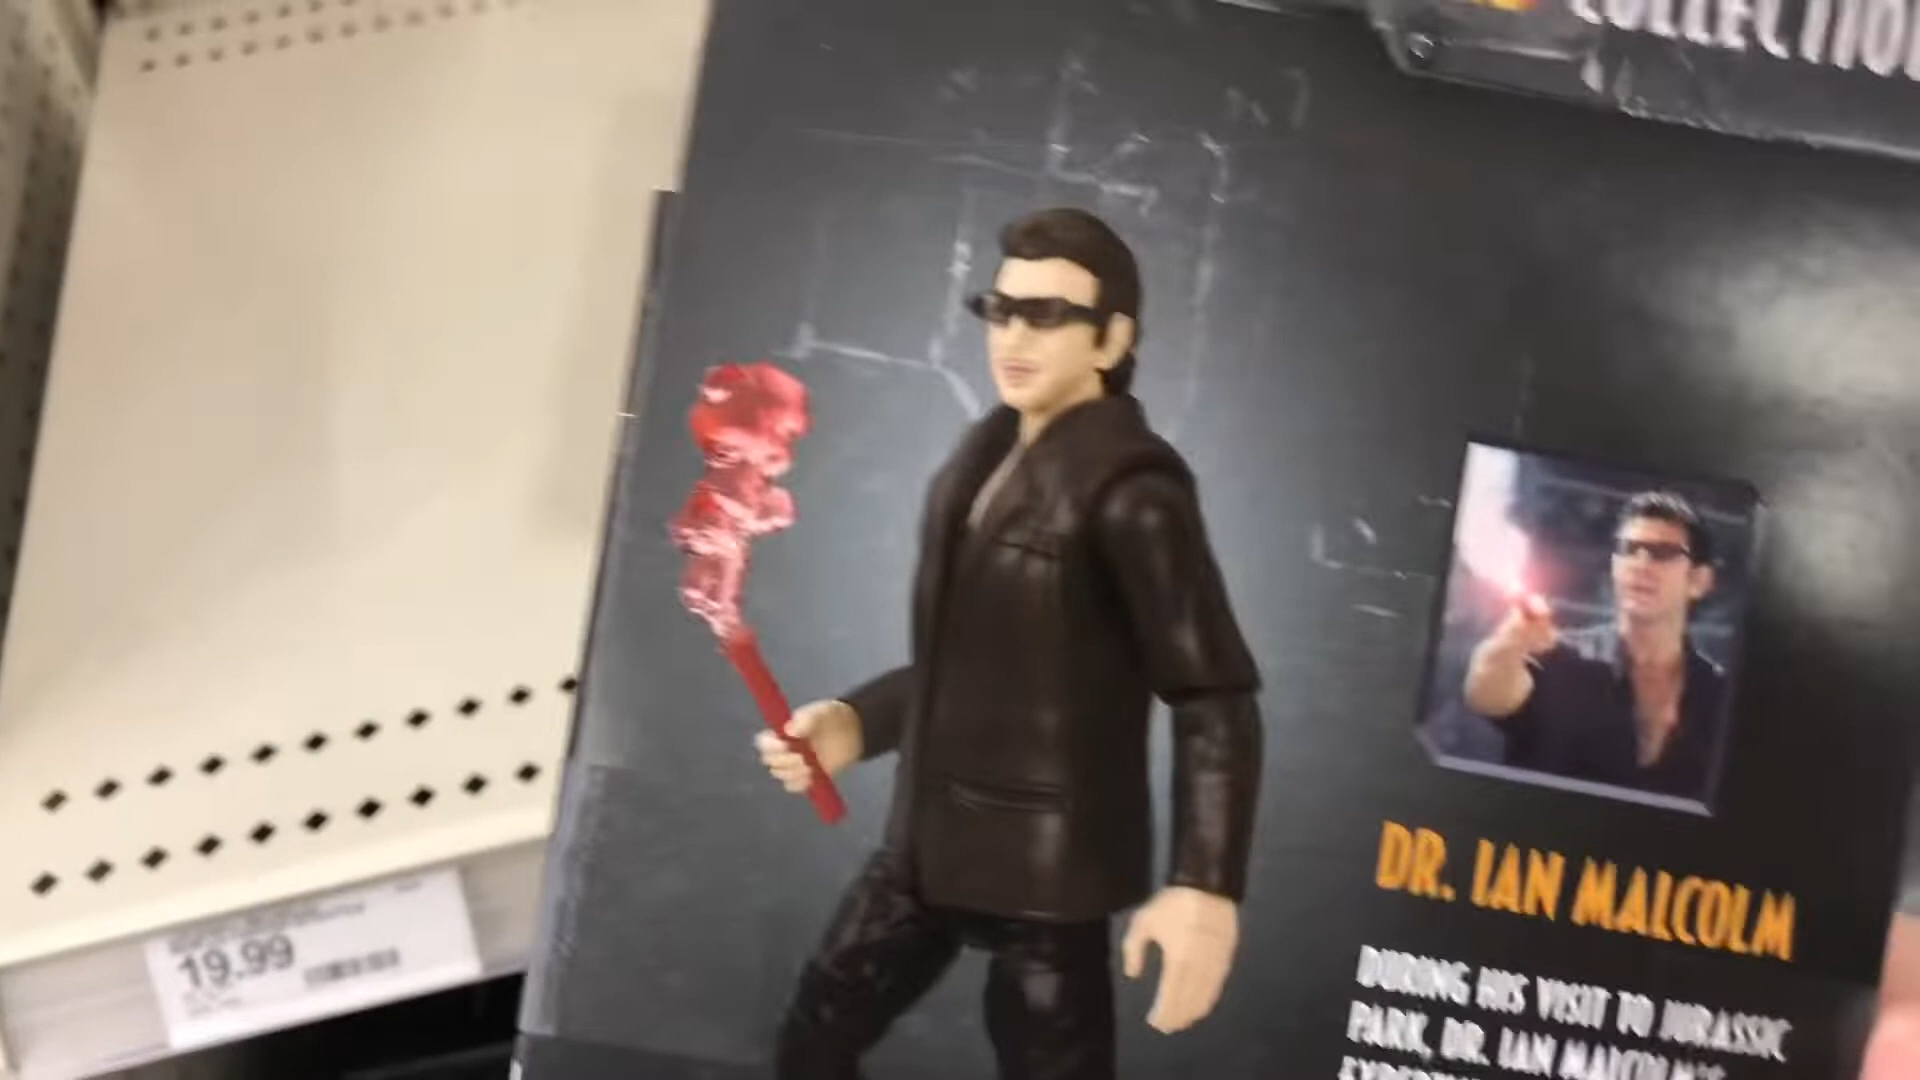 COLLECTION
DR. IAN MALCOLM
DURING HIS VISIT TO JURASSIC
PARK, DR. IAN MALCOLM'S
19.99